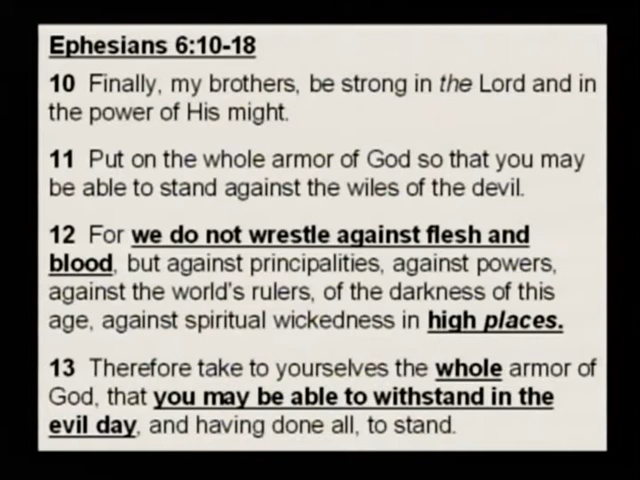 Ephesians 6:10-18
10 Finally, my brothers, be strong in the Lord and in
the power of His might.
11 Put on the whole armor of God so that you may
be able to stand against the wiles of the devil.
12 For we do not wrestle against flesh and
blood, but against principalities, against powers,
against the world's rulers, of the darkness of this
age, against spiritual wickedness in high places.
13 Therefore take to yourselves the whole armor of
God, that you may be able to withstand in the
evil day, and having done all, to stand.